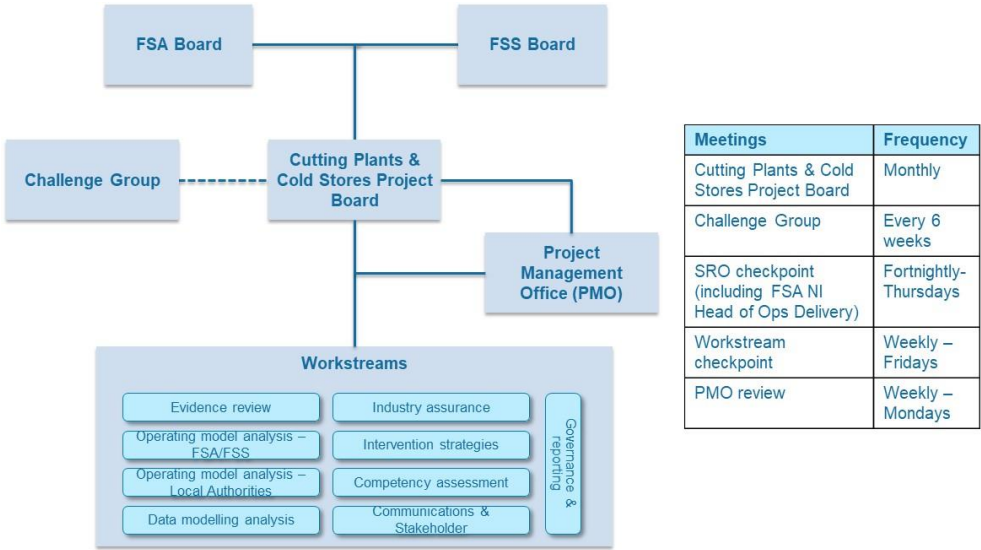 FSA Board
FSS Board
Challenge Group
Cutting Plants &
Cold Stores Project
Board
Project
Management
Office (PMO)
Workstreams
Evidence review
Operating model analysis –
FSA/FSS
Operating model analysis –
Local Authorities
Data modelling analysis
Industry assurance
Intervention strategies
Competency assessment
Communications &
Stakeholder
Governance &
reporting
Meetings
Frequency
Cutting Plants & Cold
Stores Project Board
Monthly
Challenge Group
Every 6
weeks
SRO checkpoint
(including FSA NI
Head of Ops Delivery)
Fortnightly-
Thursdays
Workstream
checkpoint
Weekly –
Fridays
PMO review
Weekly –
Mondays